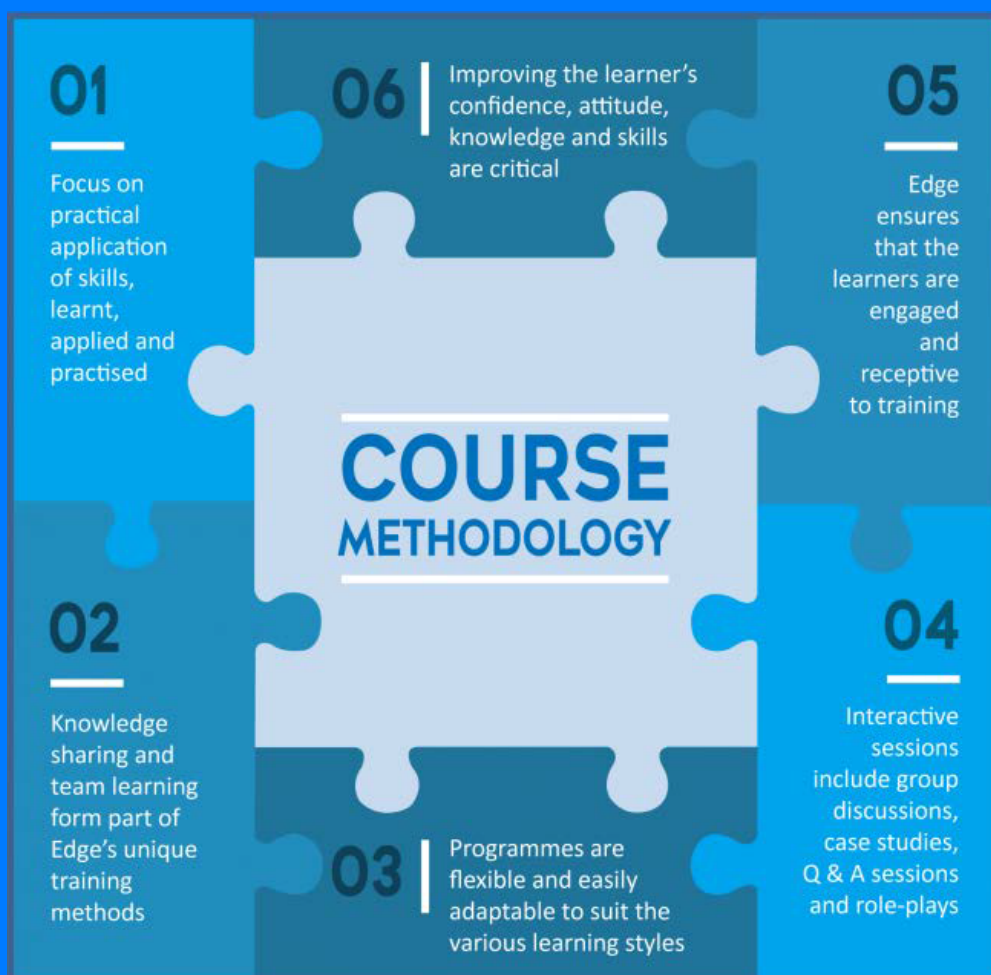 01
Focus on
practical
application
of skills,
learnt,
applied and
practised
02
Knowledge
sharing and
team learning
form part of
Edge's unique
training
methods
03
Programmes are
flexible and easily
adaptable to suit the
various learning styles
04
Interactive
sessions
include group
discussions,
case studies,
Q & A sessions
and role-plays
05
Edge
ensures
that the
learners are
engaged
and
receptive
to training
06
Improving the learner's
confidence, attitude,
knowledge and skills
are critical
COURSE
METHODOLOGY